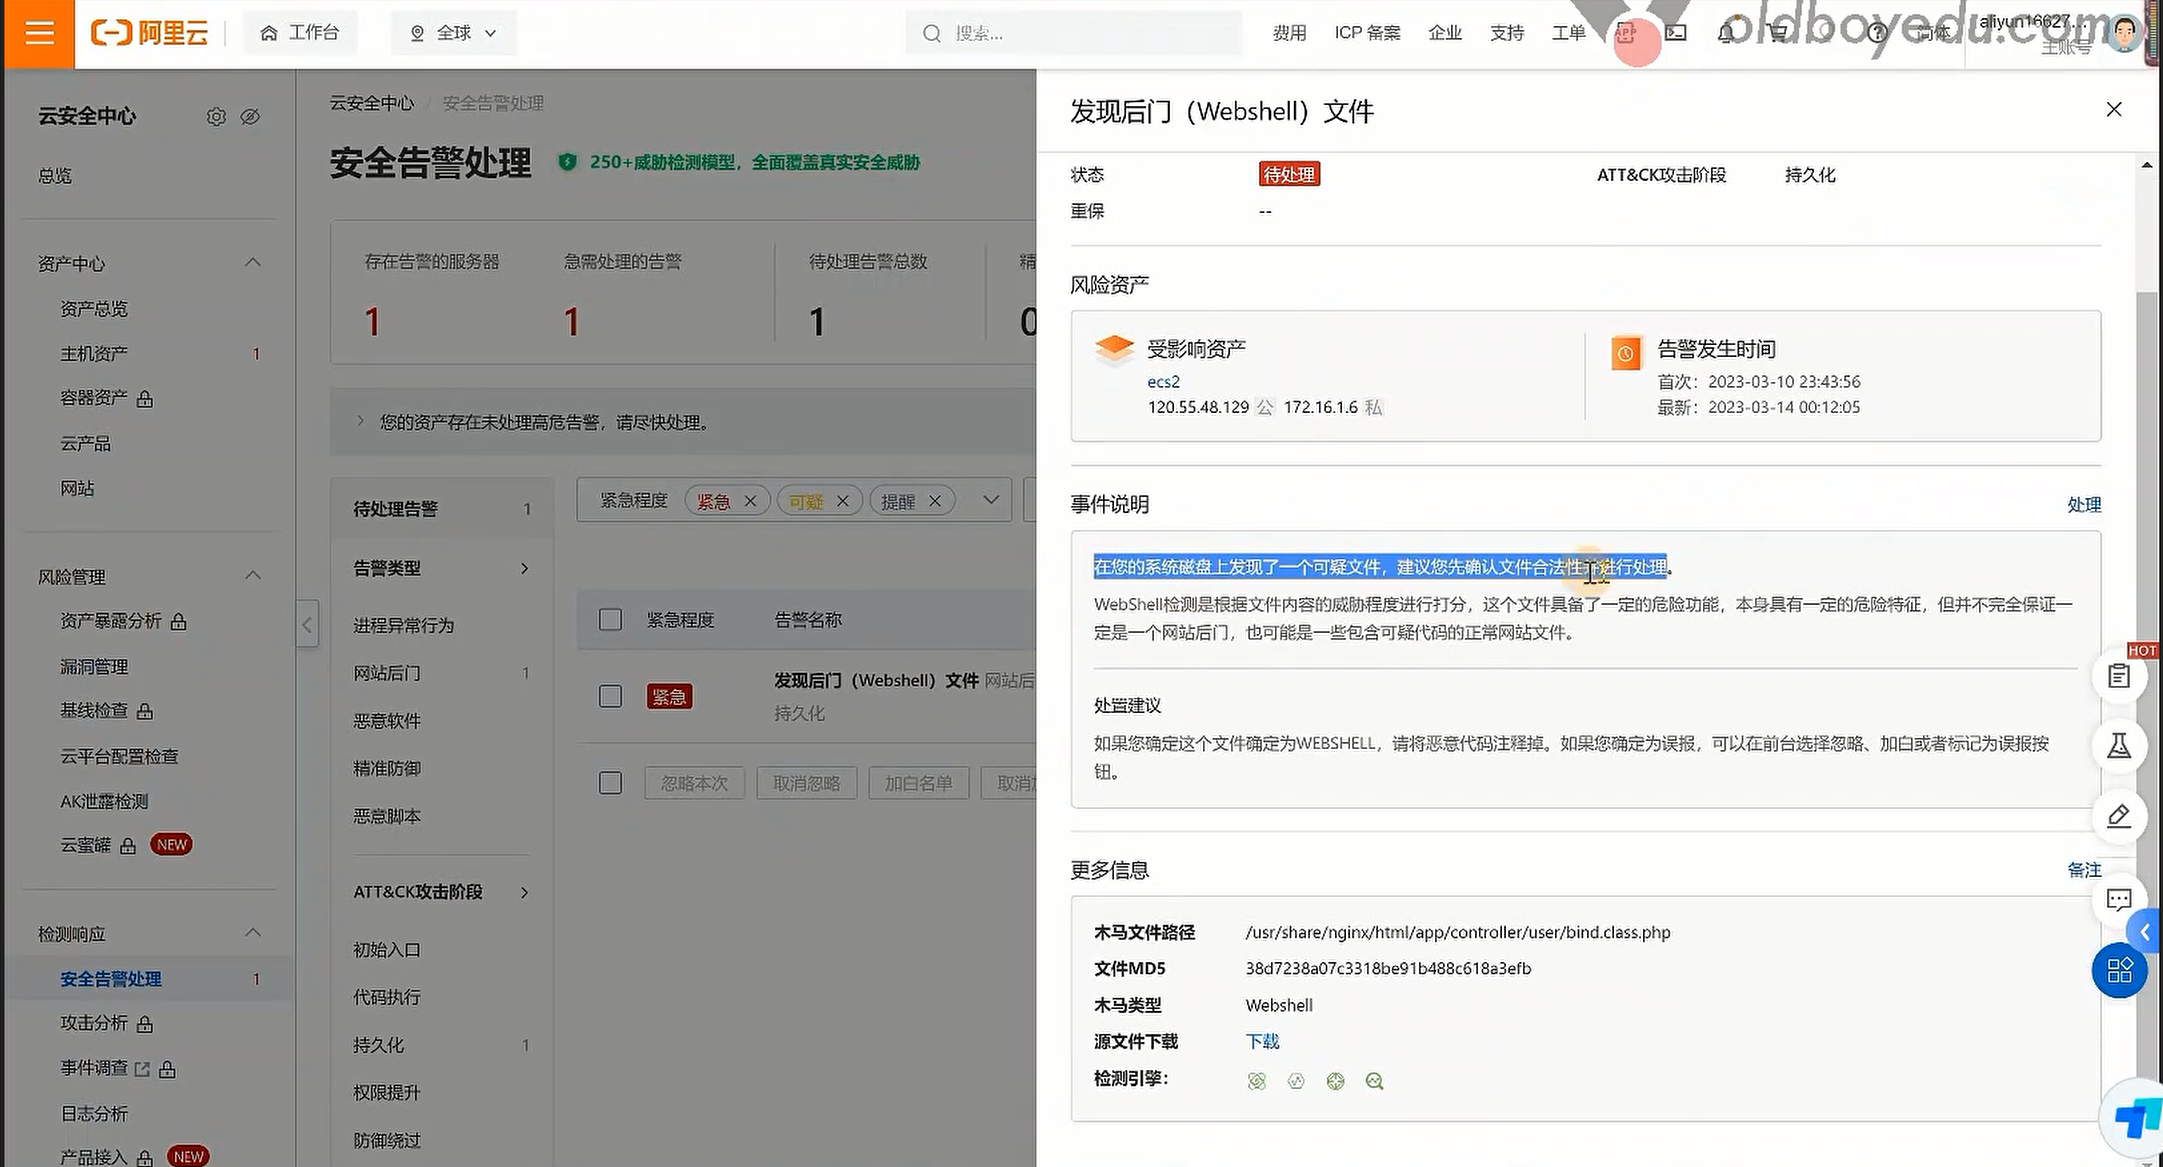 阿里云
工作台
全球
搜索...
费用
ICP 备案
企业
支持
工单
APP
简体
oldboyedu.com
aliyun16627...
主账号
云安全中心
总览
资产中心
资产总览
主机资产 1
容器资产
云产品
网站
风险管理
资产暴露分析
漏洞管理
基线检查
云平台配置检查
AK泄露检测
云蜜罐 NEW
检测响应
安全告警处理 1
攻击分析
事件调查
日志分析
产品接入 NEW
云安全中心 / 安全告警处理
安全告警处理
250+威胁检测模型，全面覆盖真实安全威胁
存在告警的服务器
1
急需处理的告警
1
待处理告警总数
1
精
0
您的资产存在未处理高危告警，请尽快处理。
待处理告警 1
告警类型
进程异常行为
网站后门 1
恶意软件
精准防御
恶意脚本
ATT&CK攻击阶段
初始入口
代码执行
持久化 1
权限提升
防御绕过
紧急程度 紧急 可疑 提醒
紧急程度 告警名称
紧急
发现后门（Webshell）文件 网站后
持久化
忽略本次 取消忽略 加白名单 取消加
发现后门（Webshell）文件
状态 待处理 ATT&CK攻击阶段 持久化
重保 --
风险资产
受影响资产
ecs2
120.55.48.129 公 172.16.1.6 私
告警发生时间
首次：2023-03-10 23:43:56
最新：2023-03-14 00:12:05
事件说明 处理
在您的系统磁盘上发现了一个可疑文件，建议您先确认文件合法性并进行处理。
WebShell检测是根据文件内容的威胁程度进行打分，这个文件具备了一定的危险功能，本身具有一定的危险特征，但并不完全保证一
定是一个网站后门，也可能是一些包含可疑代码的正常网站文件。
处置建议
如果您确定这个文件确定为WEBSHELL，请将恶意代码注释掉。如果您确定为误报，可以在前台选择忽略、加白或者标记为误报按
钮。
更多信息 备注
木马文件路径 /usr/share/nginx/html/app/controller/user/bind.class.php
文件MD5 38d7238a07c3318be91b488c618a3efb
木马类型 Webshell
源文件下载 下载
检测引擎：
HOT